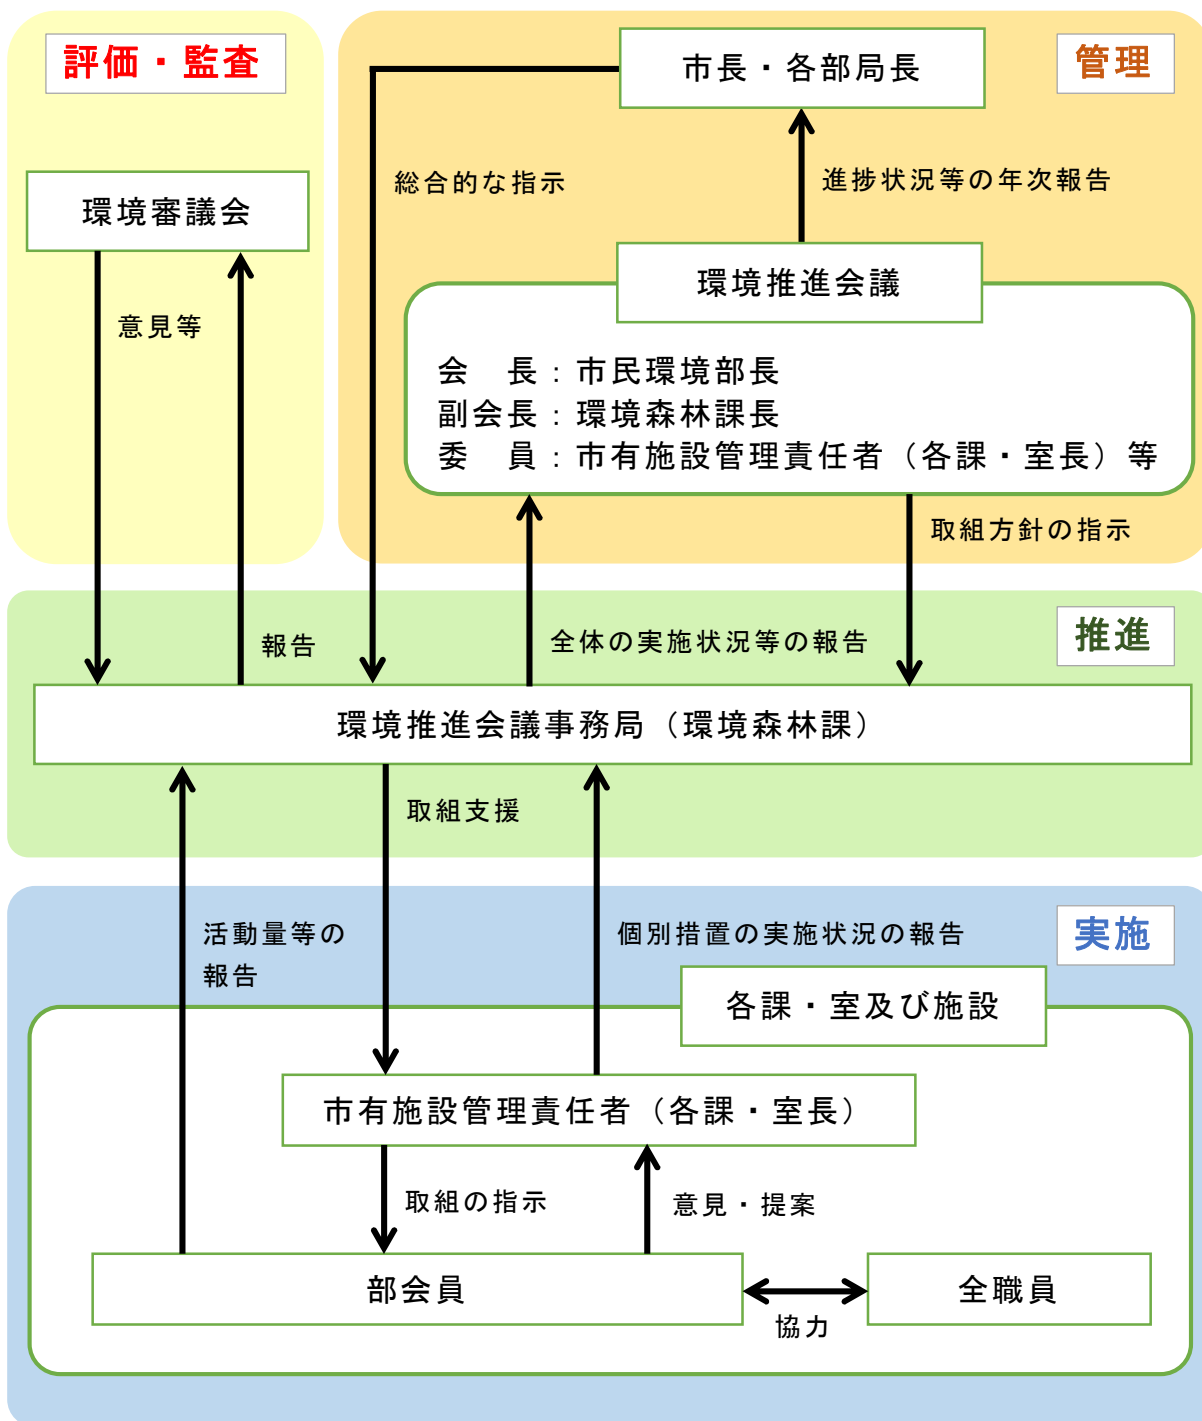 評価・監査
管理
市長・各部局長
総合的な指示
進捗状況等の年次報告
環境審議会
環境推進会議
意見等
会　長：市民環境部長
副会長：環境森林課長
委　員：市有施設管理責任者（各課・室長）等
取組方針の指示
推進
報告
全体の実施状況等の報告
環境推進会議事務局（環境森林課）
取組支援
実施
活動量等の
報告
個別措置の実施状況の報告
各課・室及び施設
市有施設管理責任者（各課・室長）
取組の指示
意見・提案
部会員
全職員
協力